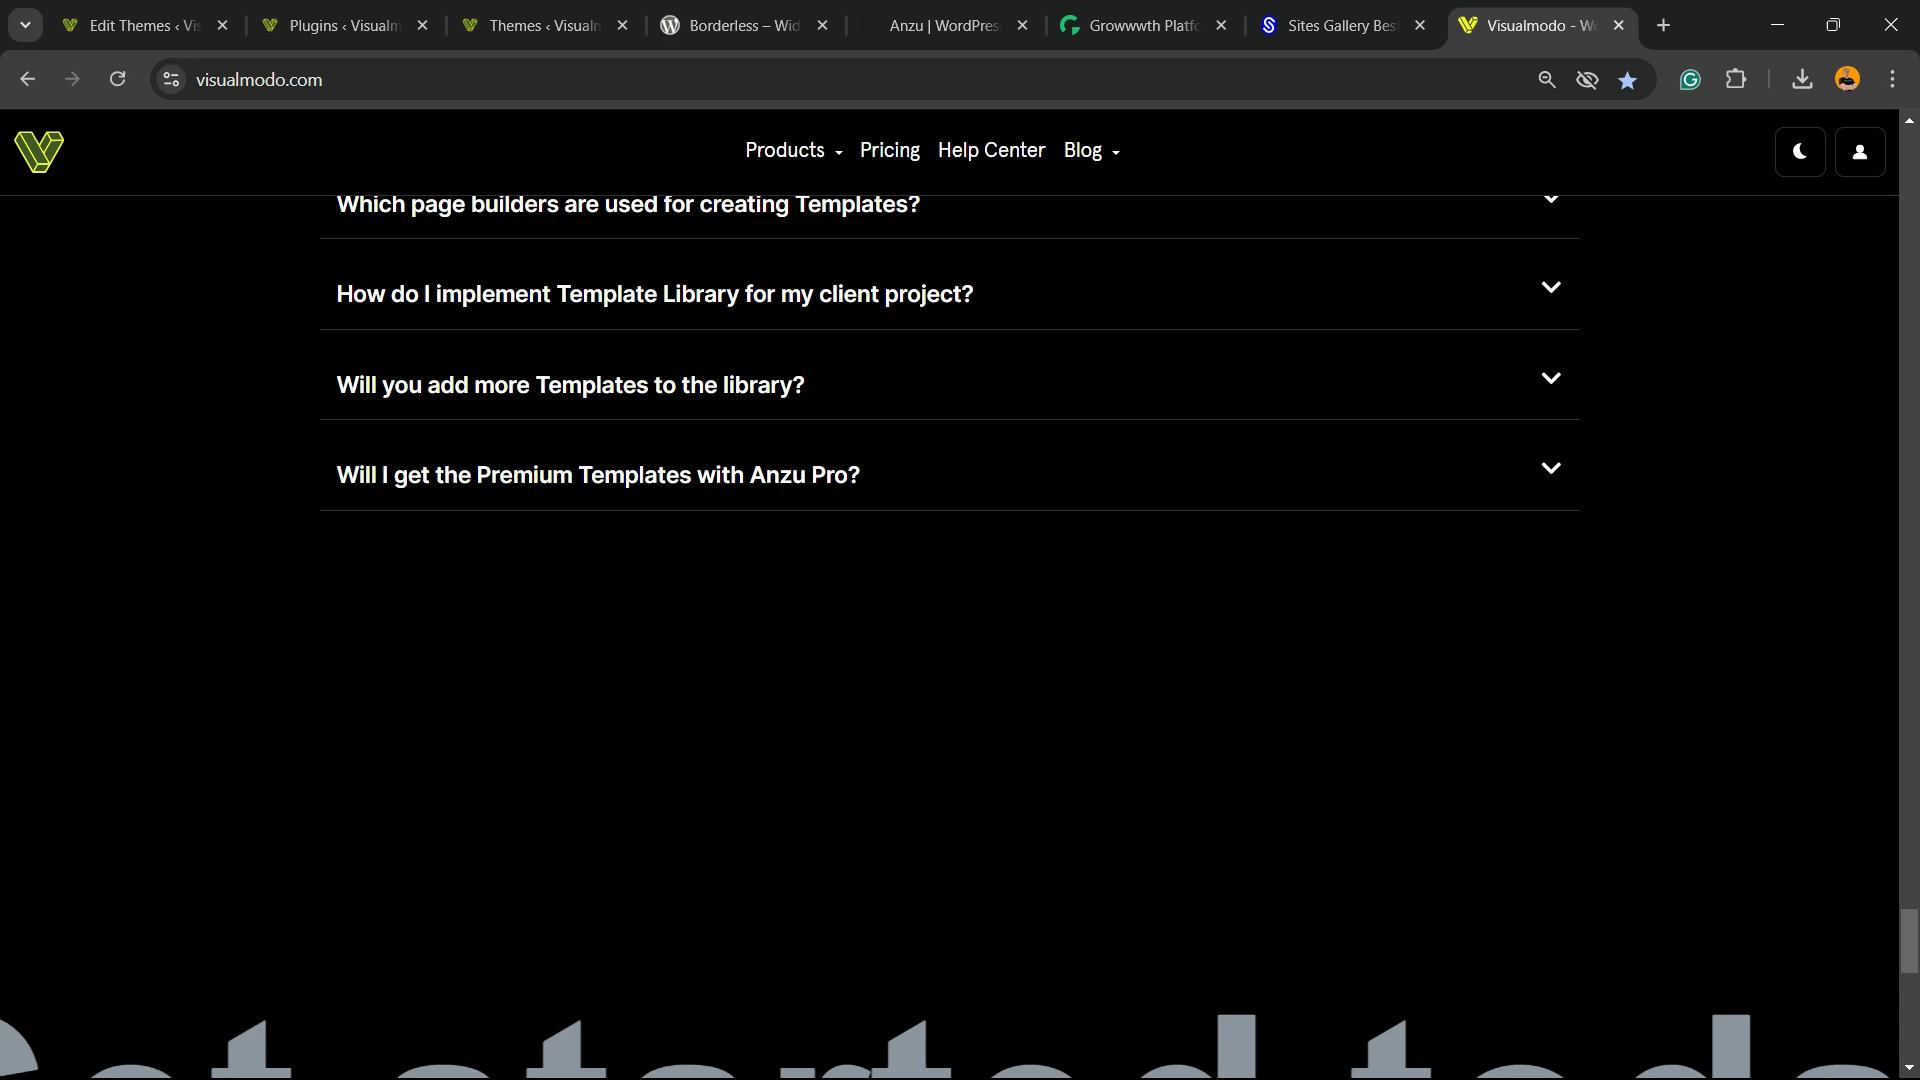 Edit Themes ‹ Vis
Plugins ‹ Visualm
Themes ‹ Visualn
Borderless – Wid
Anzu | WordPres
Growwwth Platfo
Sites Gallery Bes
Visualmodo - Wo
visualmodo.com
Products
Pricing
Help Center
Blog
Which page builders are used for creating Templates?
How do I implement Template Library for my client project?
Will you add more Templates to the library?
Will I get the Premium Templates with Anzu Pro?